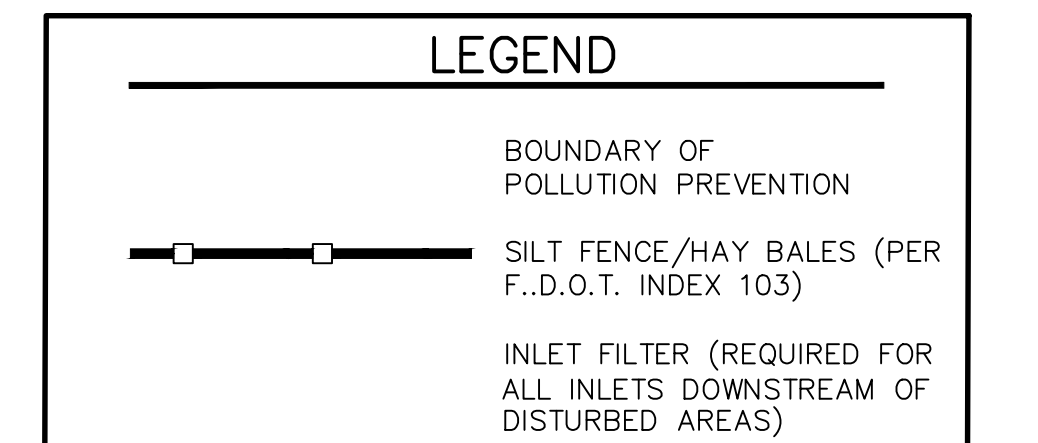 LEGEND
BOUNDARY OF
POLLUTION PREVENTION
SILT FENCE/HAY BALES (PER
F..D.O.T. INDEX 103)
INLET FILTER (REQUIRED FOR
ALL INLETS DOWNSTREAM OF
DISTURBED AREAS)